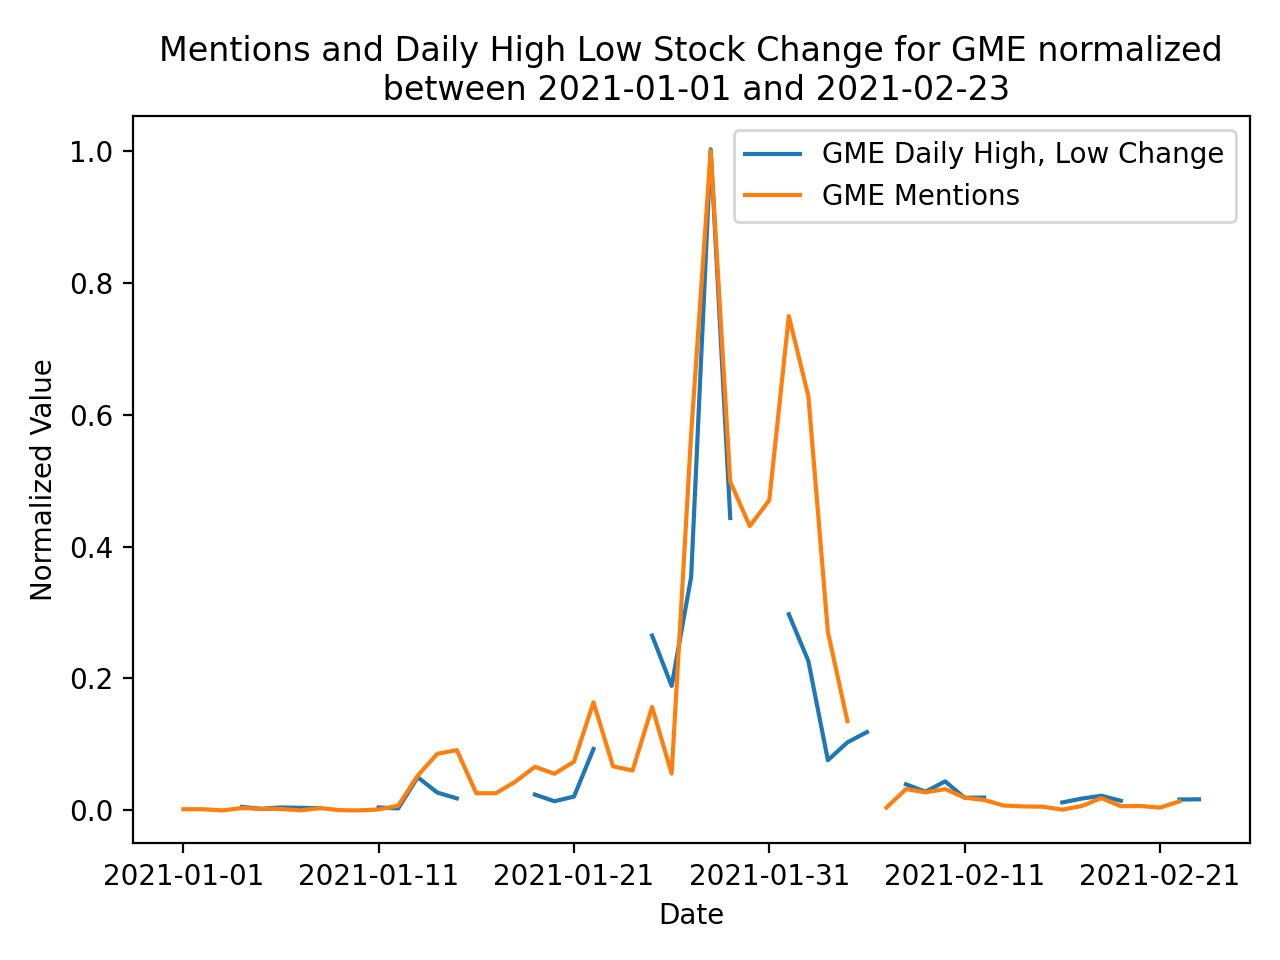 Mentions and Daily High Low Stock Change for GME normalized
between 2021-01-01 and 2021-02-23
GME Daily High, Low Change
GME Mentions
Normalized Value
1.0
0.8
0.6
0.4
0.2
0.0
2021-01-01 2021-01-11 2021-01-21 2021-01-31 2021-02-11 2021-02-21
Date